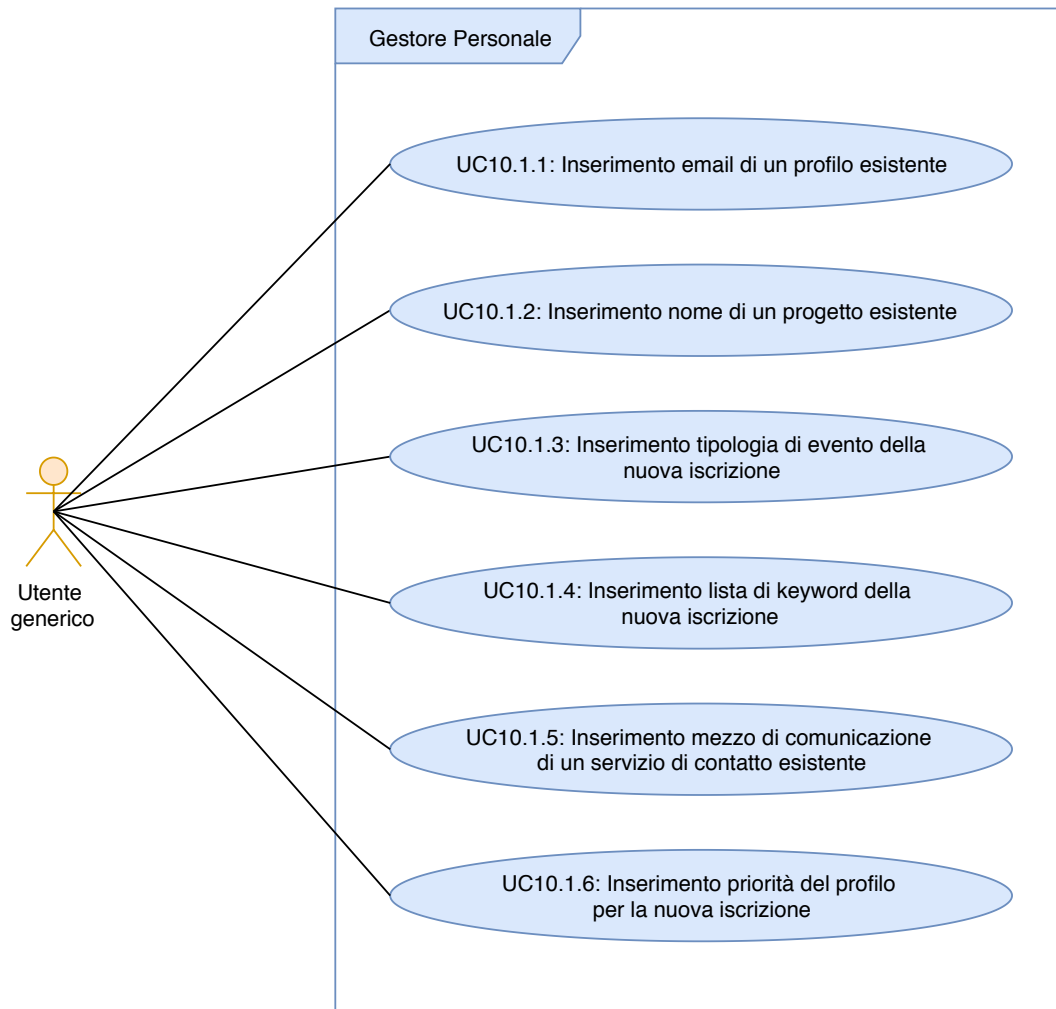 Gestore Personale
UC10.1.1: Inserimento email di un profilo esistente
UC10.1.2: Inserimento nome di un progetto esistente
UC10.1.3: Inserimento tipologia di evento della
nuova iscrizione
UC10.1.4: Inserimento lista di keyword della
nuova iscrizione
Utente
generico
UC10.1.5: Inserimento mezzo di comunicazione
di un servizio di contatto esistente
UC10.1.6: Inserimento priorità del profilo
per la nuova iscrizione